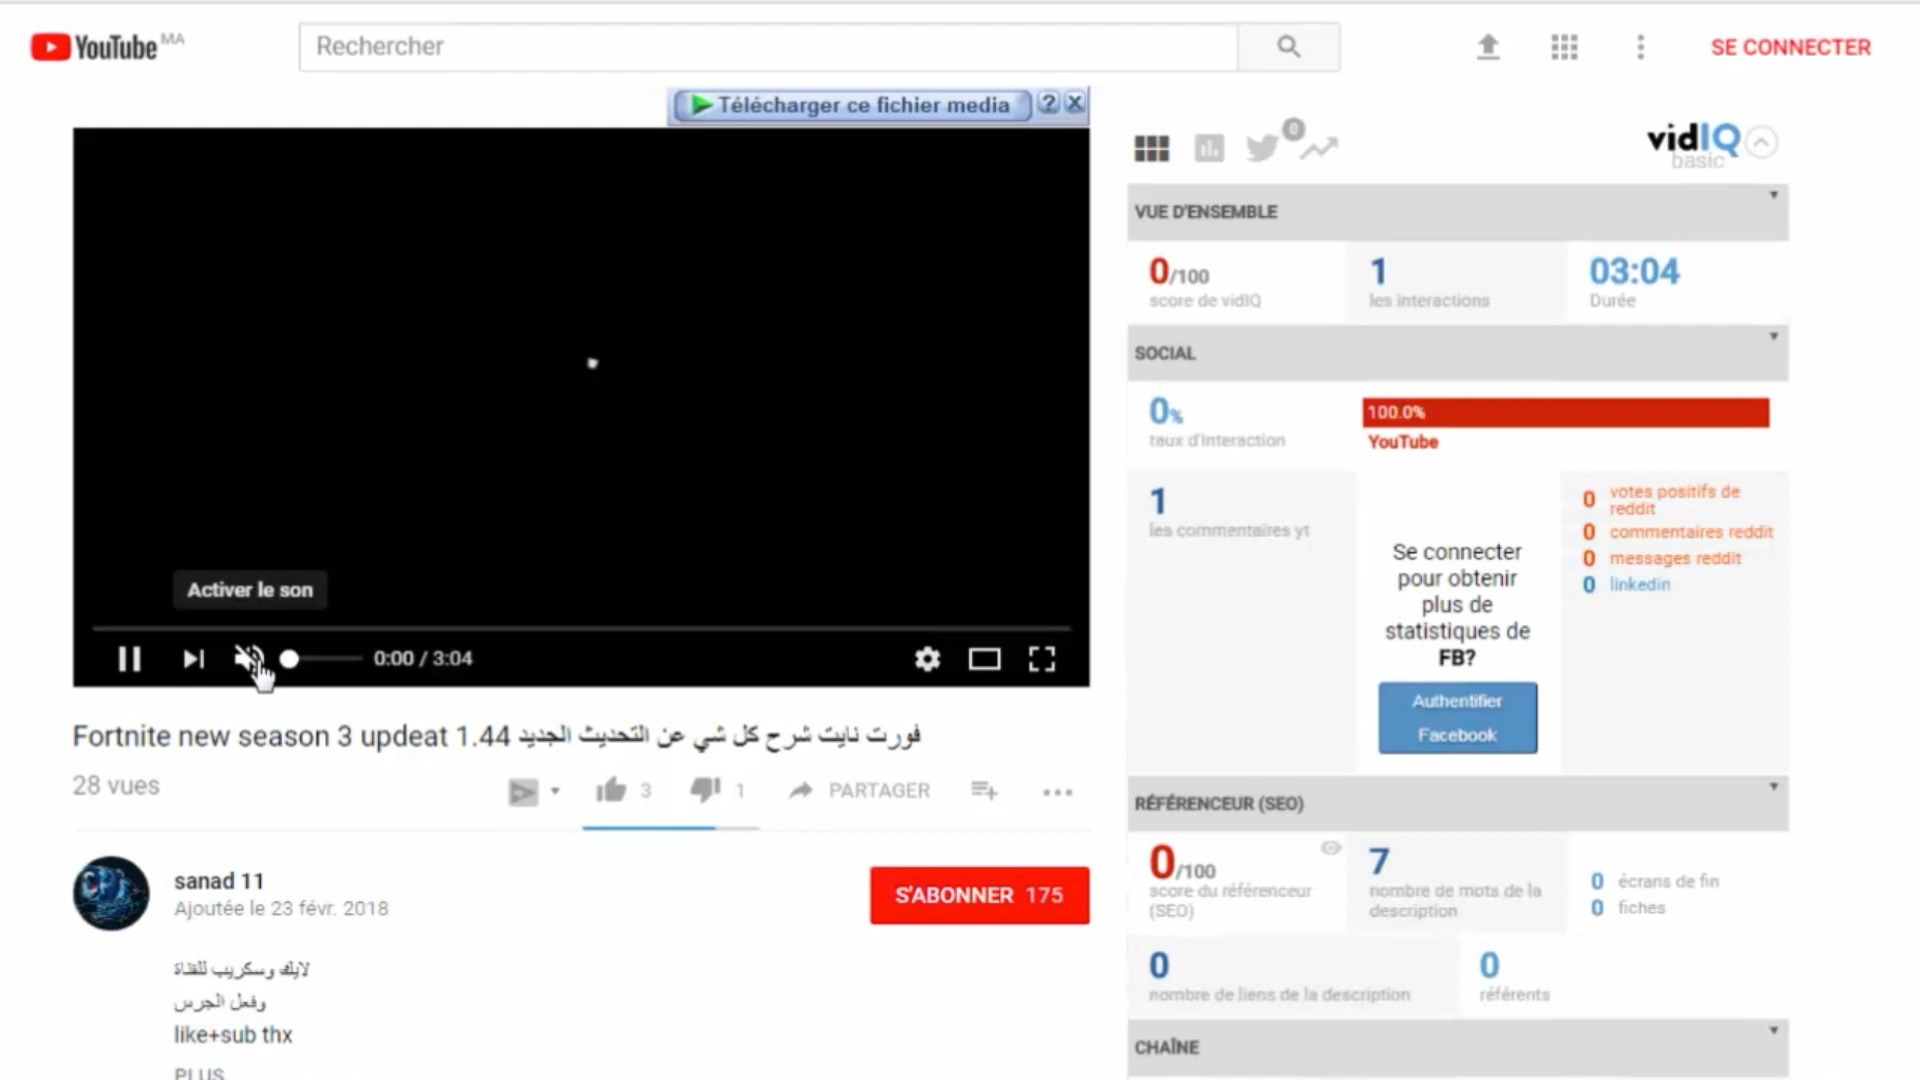 YouTube MA
Rechercher
SE CONNECTER
Télécharger ce fichier media
0
vidIQ
basic
VUE D'ENSEMBLE
0/100
score de vidIQ
1
les interactions
03:04
Durée
SOCIAL
0%
taux d'interaction
100.0%
YouTube
1
les commentaires yt
Se connecter
pour obtenir
plus de
statistiques de
FB?
Authentifier
Facebook
0 votes positifs de
reddit
0 commentaires reddit
0 messages reddit
0 linkedin
Activer le son
0:00 / 3:04
Fortnite new season 3 updeat 1.44 فورت نايت شرح كل شي عن التحديث الجديد
28 vues
3
1
PARTAGER
sanad 11
Ajoutée le 23 févr. 2018
S'ABONNER 175
لايك وسكريب للقناة
وفعل الجرس
like+sub thx
PLUS
RÉFÉRENCEUR (SEO)
0/100
score du référenceur
(SEO)
7
nombre de mots de la
description
0 écrans de fin
0 fiches
0
nombre de liens de la description
0
référents
CHAÎNE